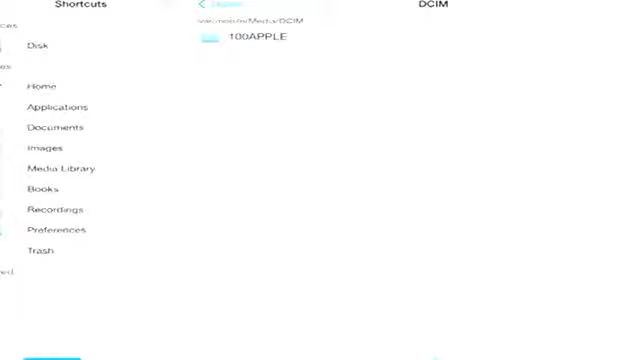 Shortcuts
DCIM
Disk
100APPLE
Home
Applications
Documents
Images
Media Library
Books
Recordings
Preferences
Trash